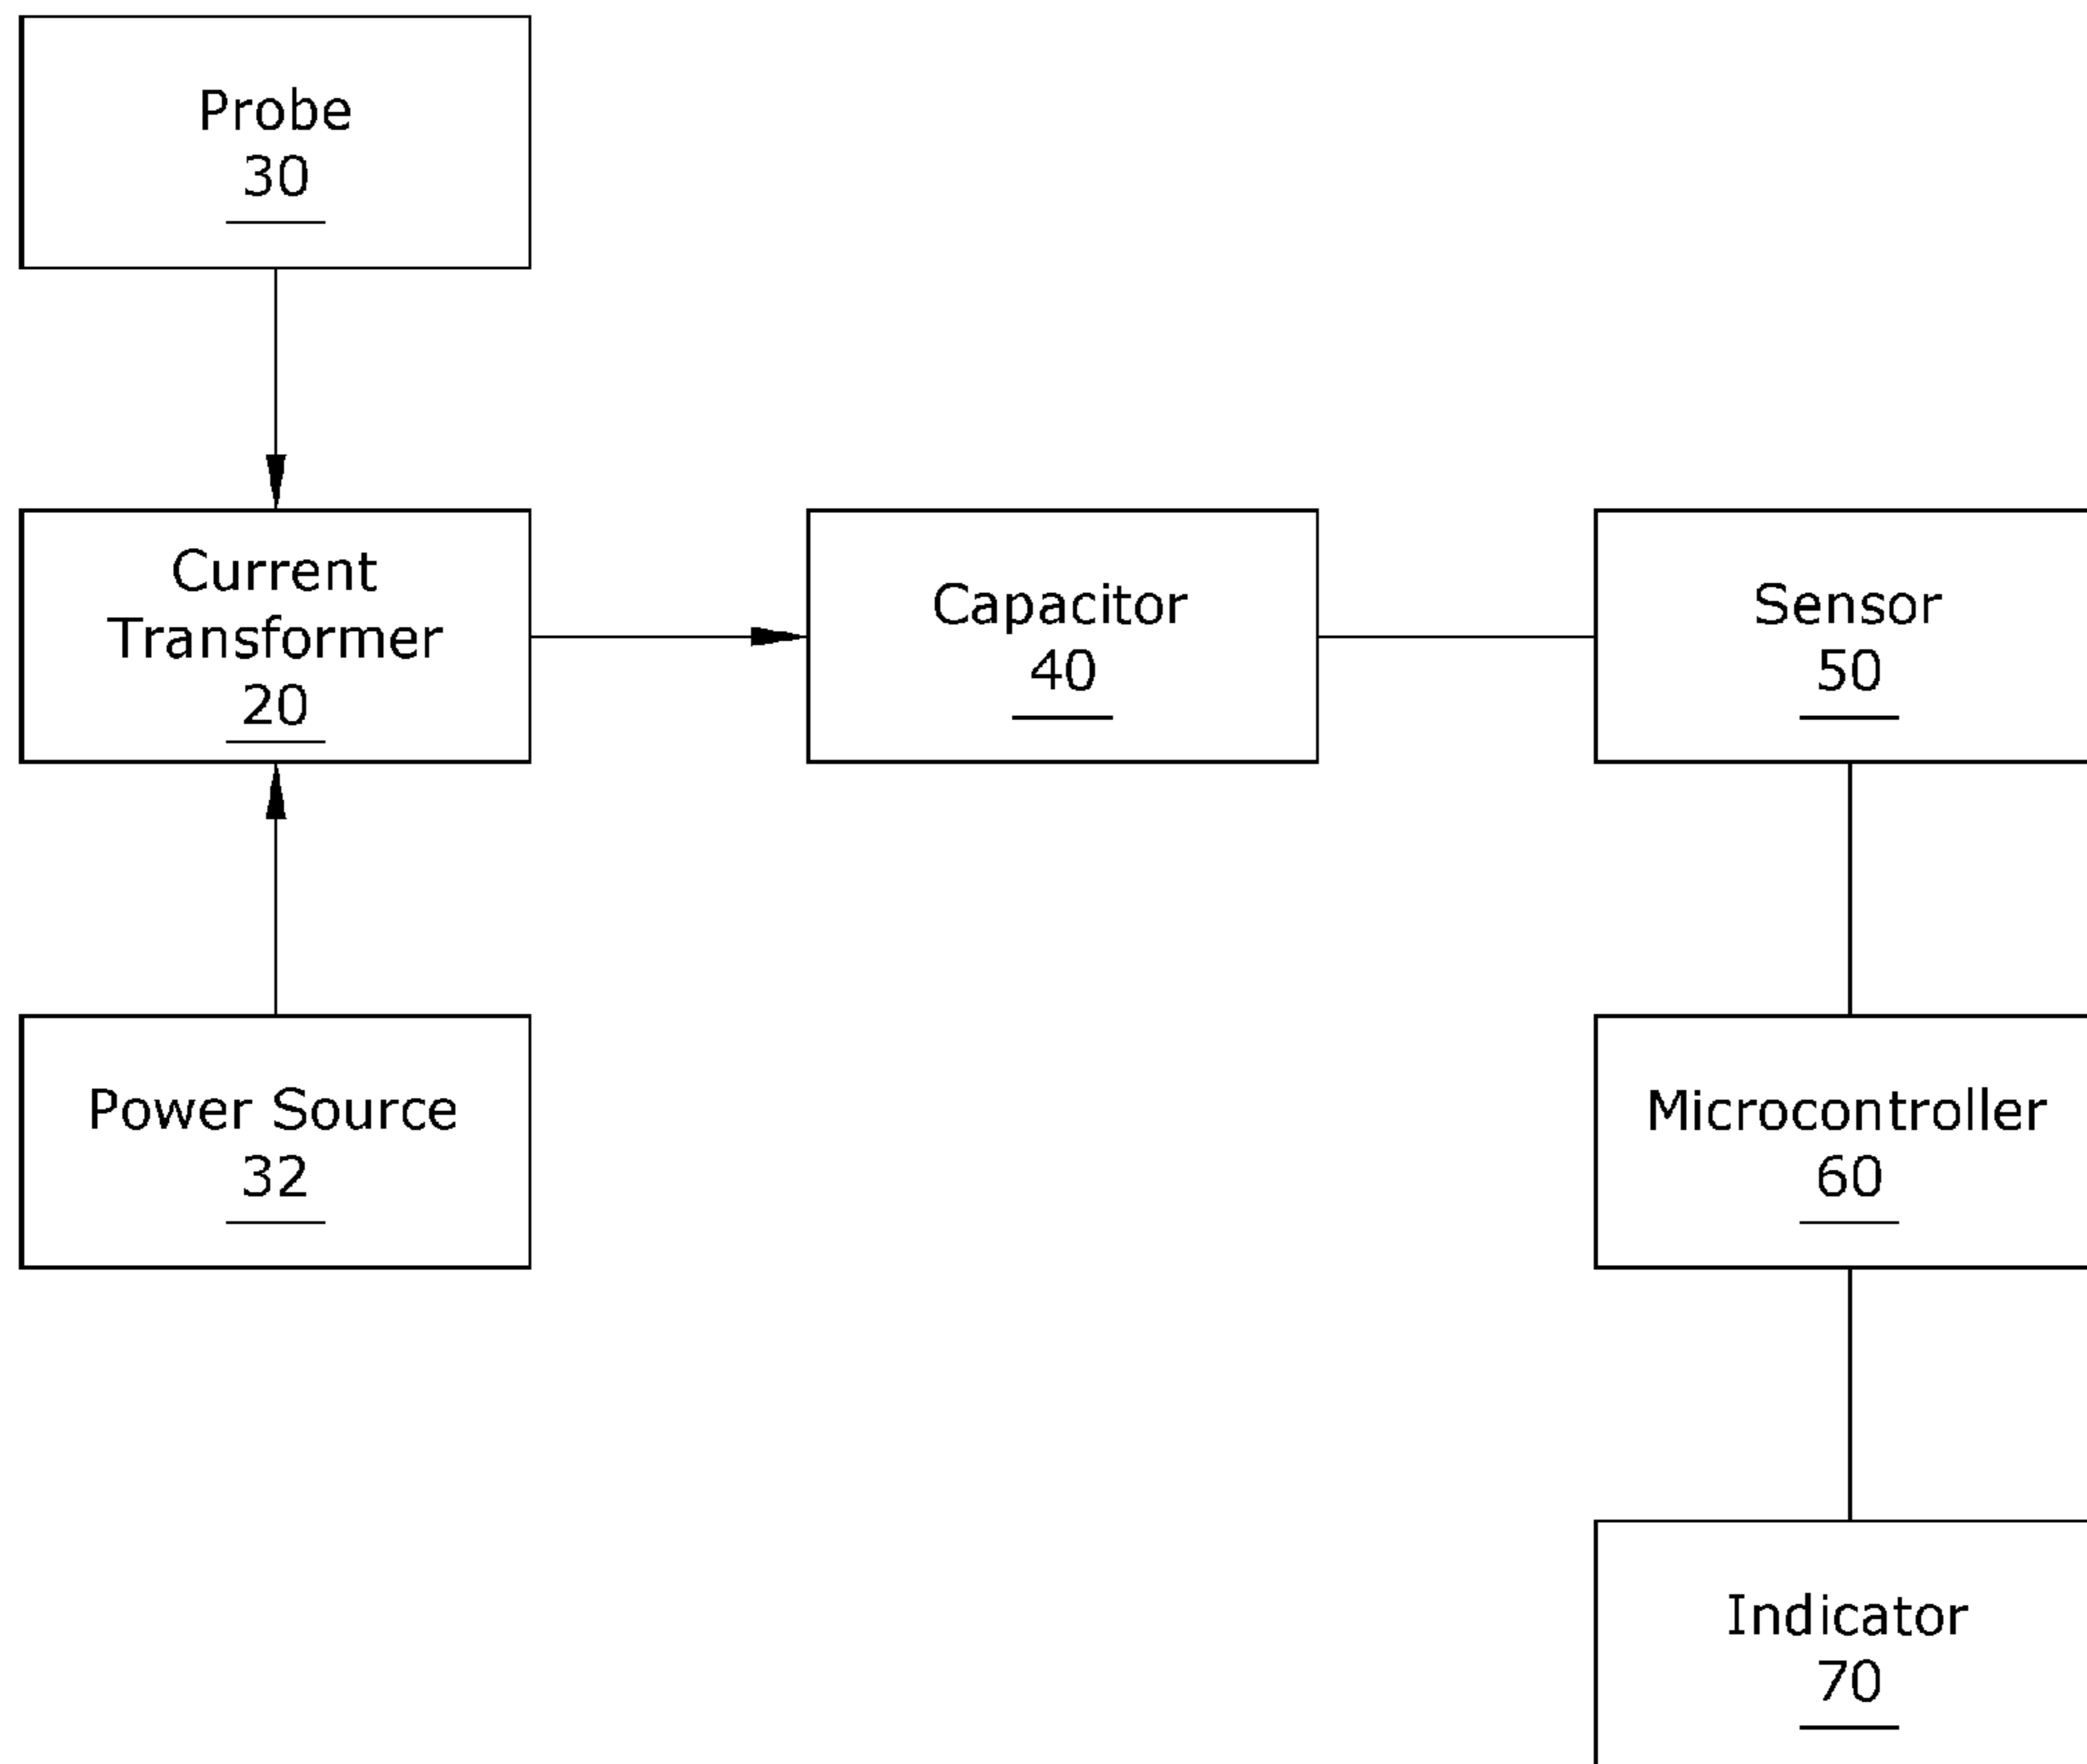 Probe
30
Current
Transformer
20
Capacitor
40
Sensor
50
Power Source
32
Microcontroller
60
Indicator
70